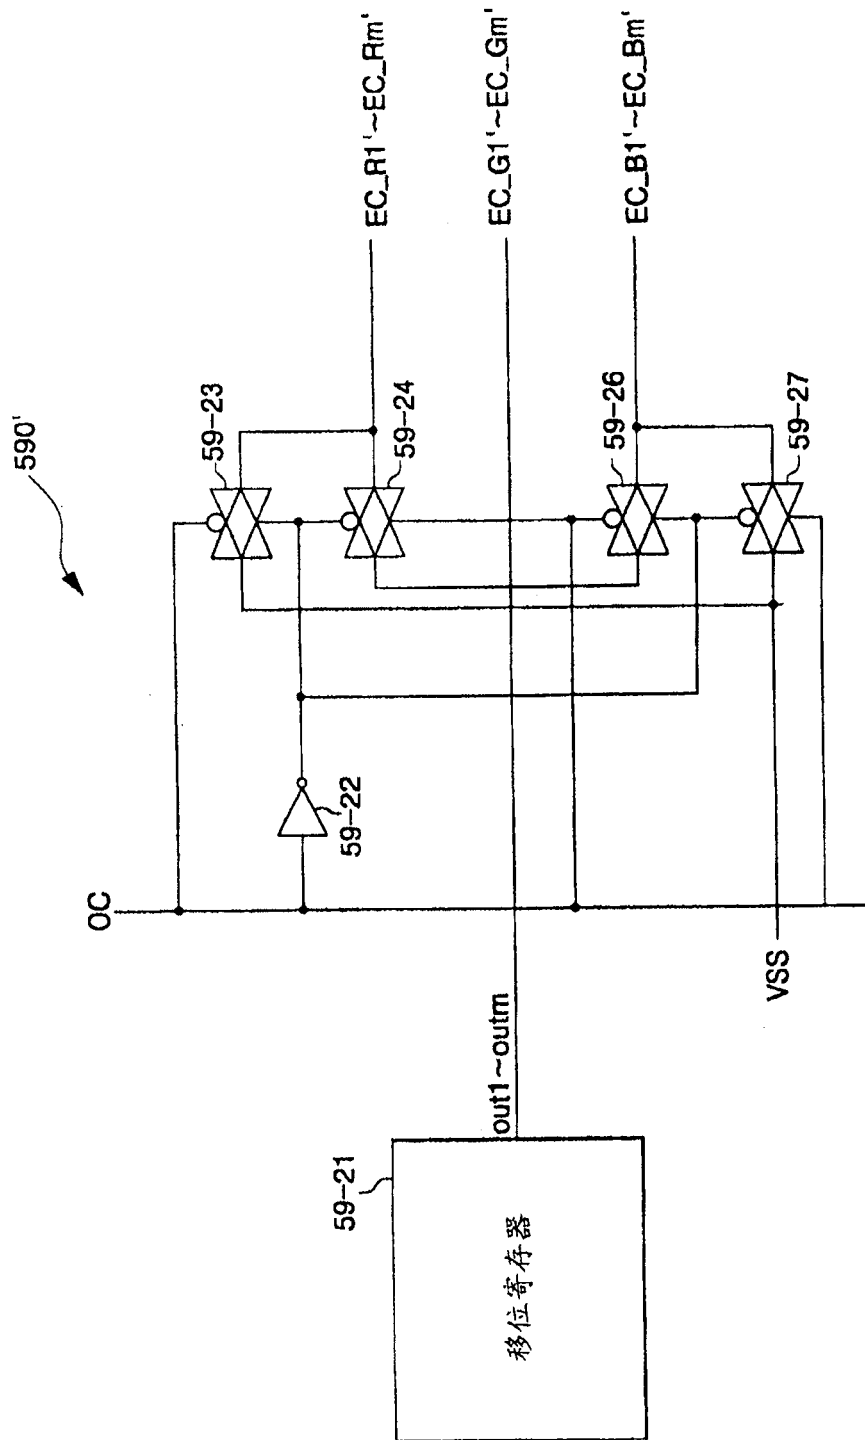 590'
OC
59-23
EC_R1'~EC_Rm'
59-22
59-24
59-21
移位寄存器
out1~outm
EC_G1'~EC_Gm'
59-26
EC_B1'~EC_Bm'
VSS
59-27